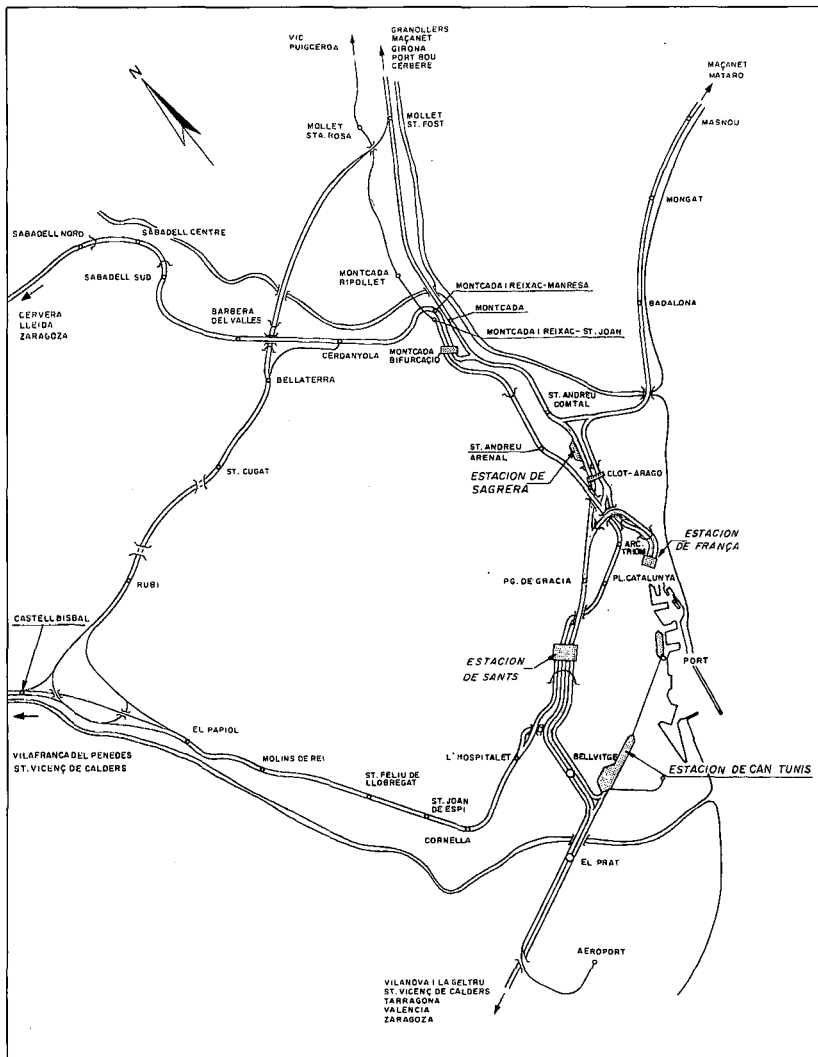 N
VIC
PUIGCERDA
GRANOLLERS
MAÇANET
GIRONA
PORT BOU
CERBERE
MAÇANET
MATARO
MASNOU
MOLLET
STA. ROSA
MOLLET
ST. FOST
MONGAT
SABADELL NORD
SABADELL CENTRE
SABADELL SUD
MONTCADA
RIPOLLET
MONTCADA I REIXAC-MANRESA
MONTCADA
MONTCADA I REIXAC-ST. JOAN
BADALONA
CERVERA
LLEIDA
ZARAGOZA
BARBERA
DEL VALLES
CERDANYOLA
MONTCADA
BIFURCAÇIÓ
BELLATERRA
ST. ANDREU
COMTAL
ST. ANDREU
ARENAL
ST. CUGAT
ESTACION DE
SAGRERA
CLOT-ARAGO
ARC.
TRIOM
ESTACION
DE FRANÇA
RUBI
PG. DE GRACIA
PL. CATALUNYA
CASTELLBISBAL
ESTACION
DE SANTS
PORT
EL PAPIOL
VILAFRANCA DEL PENEDES
ST. VICENÇ DE CALDERS
MOLINS DE REI
L'HOSPITALET
BELLVITGE
ESTACION DE CAN TUNIS
ST. FELIU DE
LLOBREGAT
ST. JOAN
DE ESPI
CORNELLA
EL PRAT
AEROPORT
VILANOVA I LA GELTRU
ST. VICENÇ DE CALDERS
TARRAGONA
VALENCIA
ZARAGOZA